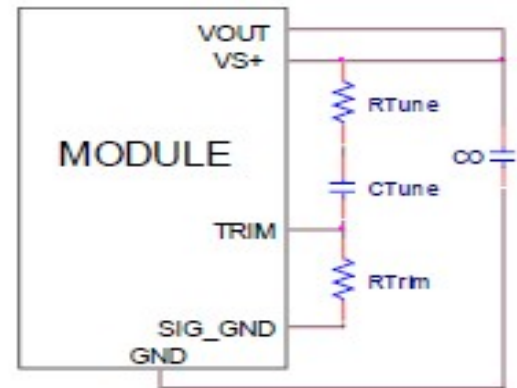 VOUT
VS+
RTune
MODULE
CO
CTune
TRIM
RTrim
SIG_GND
GND